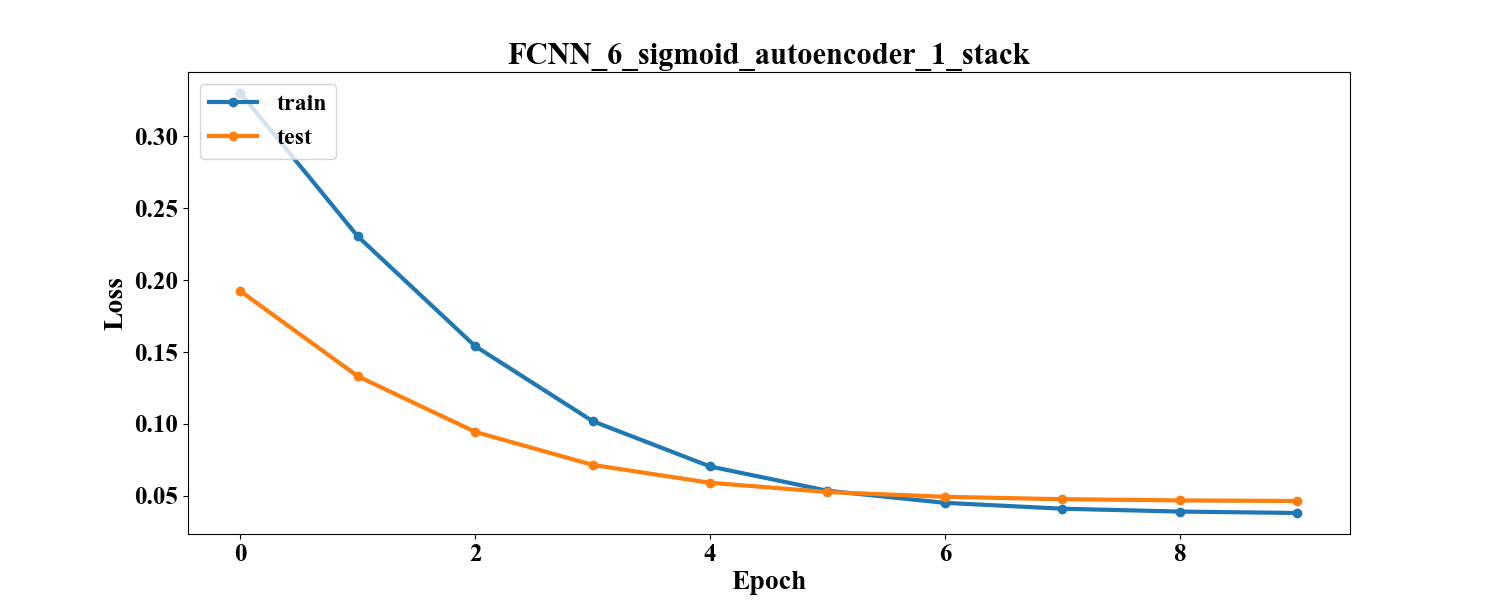 FCNN_6_sigmoid_autoencoder_1_stack
train
test
0.30
0.25
0.20
0.15
0.10
0.05
Loss
0 2 4 6 8
Epoch